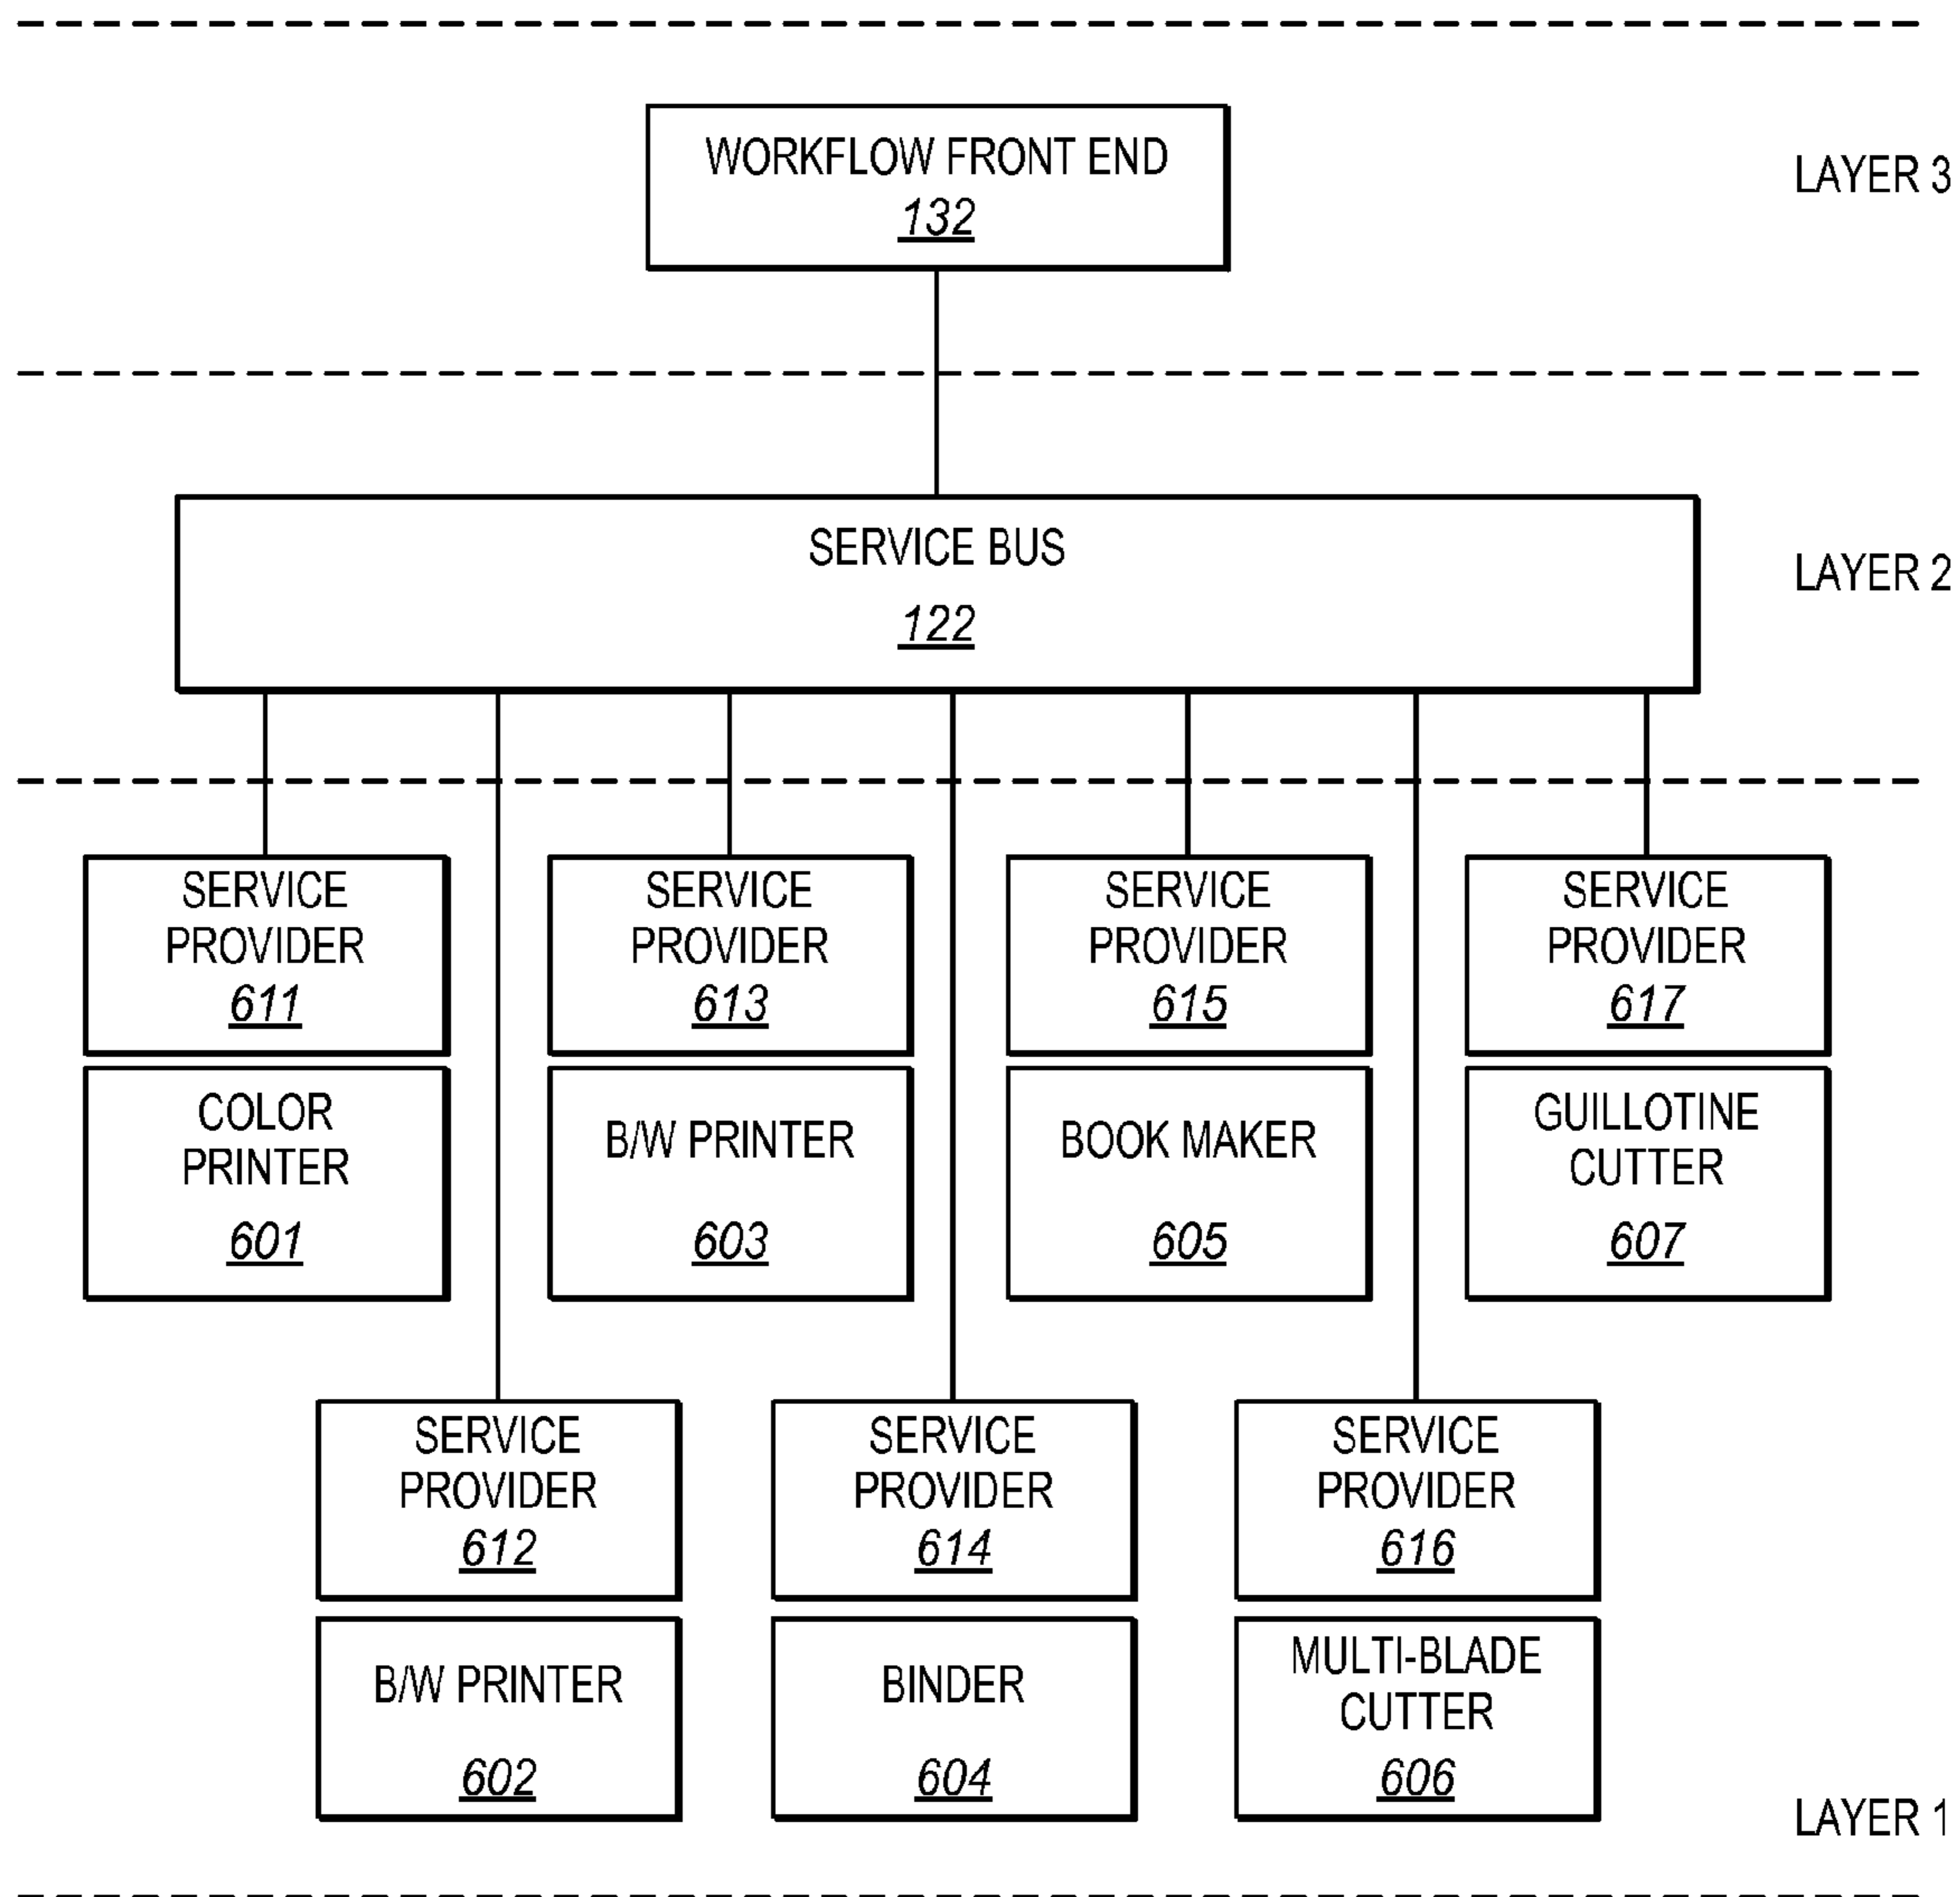 WORKFLOW FRONT END
132
LAYER 3
SERVICE BUS
122
LAYER 2
SERVICE
PROVIDER
611
COLOR
PRINTER
601
SERVICE
PROVIDER
613
B/W PRINTER
603
SERVICE
PROVIDER
615
BOOK MAKER
605
SERVICE
PROVIDER
617
GUILLOTINE
CUTTER
607
SERVICE
PROVIDER
612
B/W PRINTER
602
SERVICE
PROVIDER
614
BINDER
604
SERVICE
PROVIDER
616
MULTI-BLADE
CUTTER
606
LAYER 1